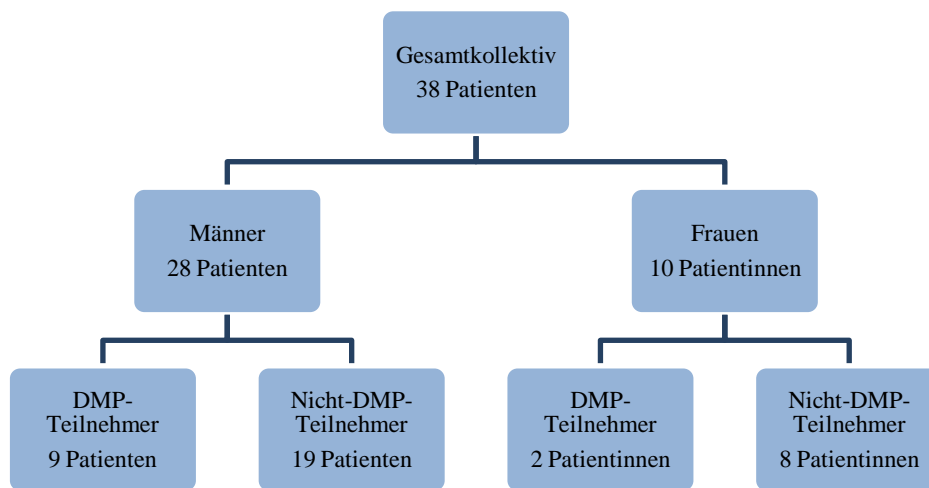 Gesamtkollektiv
38 Patienten
Männer
28 Patienten
Frauen
10 Patientinnen
DMP-
Teilnehmer
9 Patienten
Nicht-DMP-
Teilnehmer
19 Patienten
DMP-
Teilnehmer
2 Patientinnen
Nicht-DMP-
Teilnehmer
8 Patientinnen